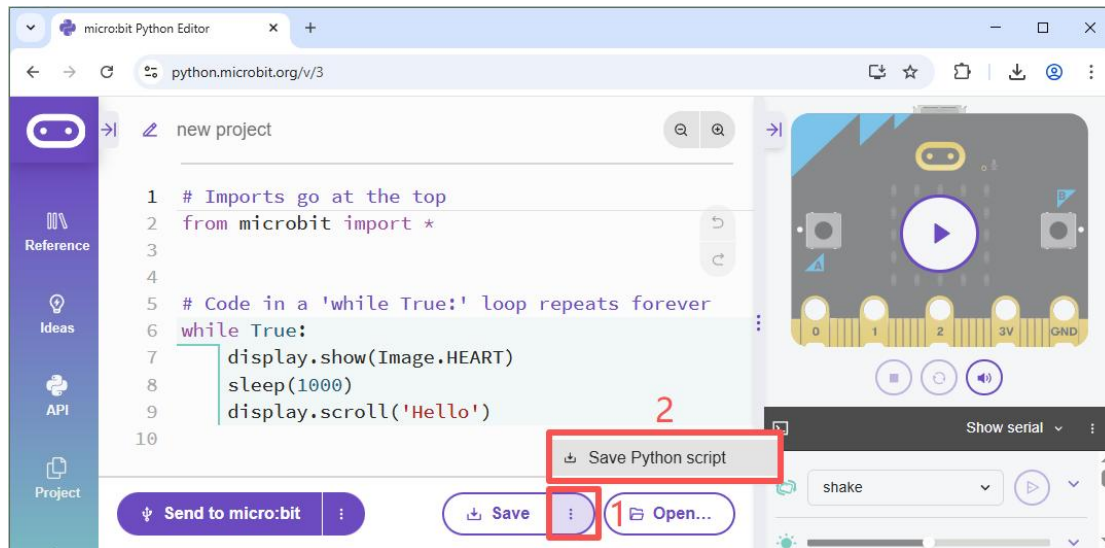 micro:bit Python Editor
python.microbit.org/v/3
new project
Reference
Ideas
API
Project
1 # Imports go at the top
2 from microbit import *
3
4
5 # Code in a 'while True:' loop repeats forever
6 while True:
7 display.show(Image.HEART)
8 sleep(1000)
9 display.scroll('Hello')
10
2
Save Python script
Send to micro:bit
Save
1
Open...
A
B
0 1 2 3V GND
Show serial
shake